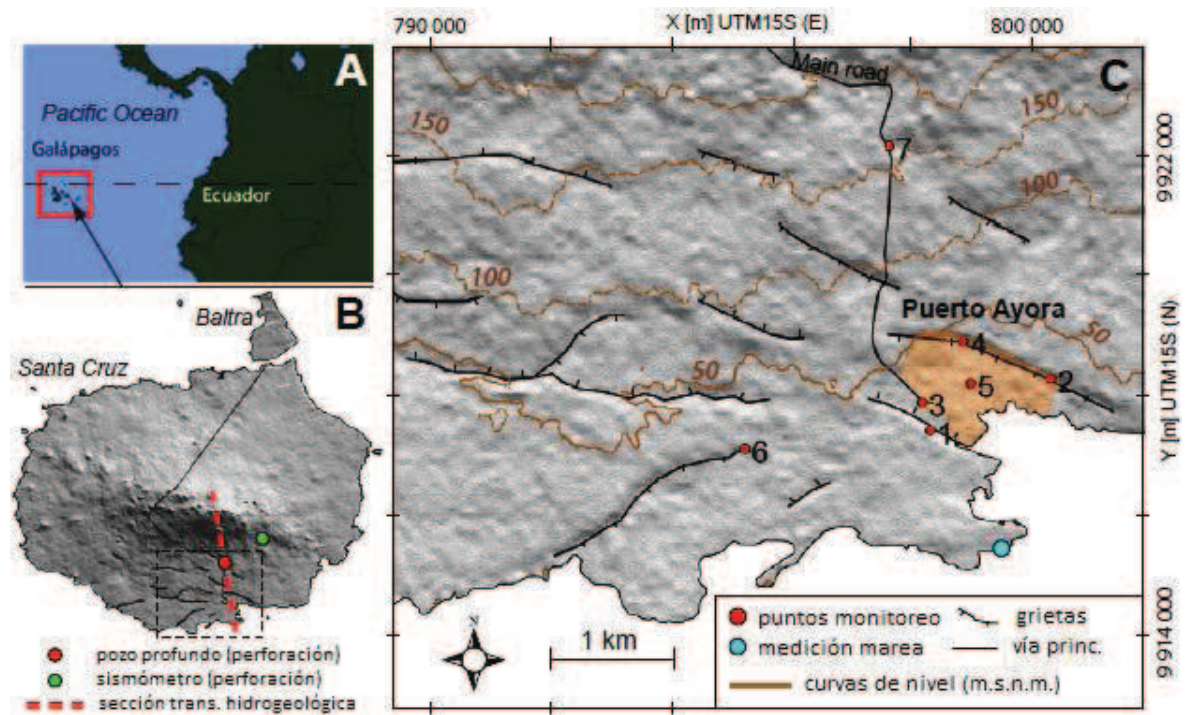 X [m] UTM15S (E)
790 000
800 000
A
Pacific Ocean
Galápagos
Ecuador
B
Baltra
Santa Cruz
pozo profundo (perforación)
sismómetro (perforación)
sección trans. hidrogeológica
C
Main road
150
150
7
100
100
Puerto Ayora
50
4
50
5
2
3
1
6
9922 000
Y [m] UTM15S (N)
9914 000
N
1 km
puntos monitoreo
grietas
medición marea
vía princ.
curvas de nivel (m.s.n.m.)